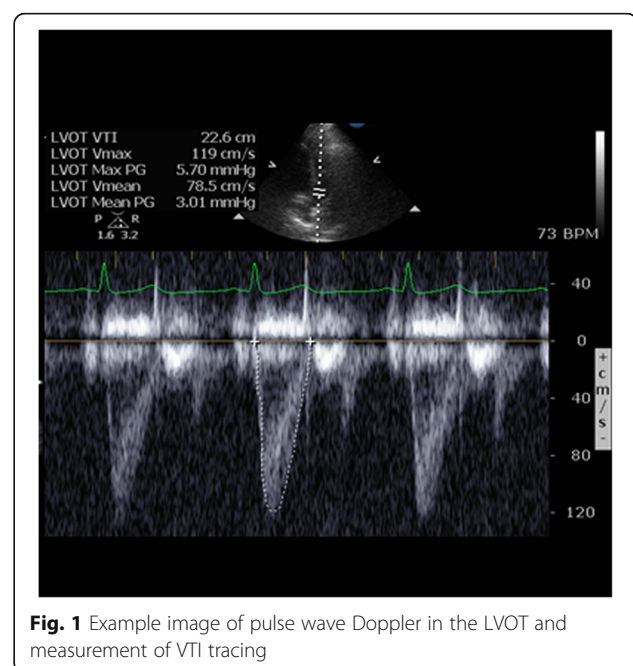 LVOT VTI 22.6 cm
LVOT Vmax 119 cm/s
LVOT Max PG 5.70 mmHg
LVOT Vmean 78.5 cm/s
LVOT Mean PG 3.01 mmHg
P R
1.6 3.2
73 BPM
40
0
+cm/s-
40
80
120
Fig. 1 Example image of pulse wave Doppler in the LVOT and
measurement of VTI tracing